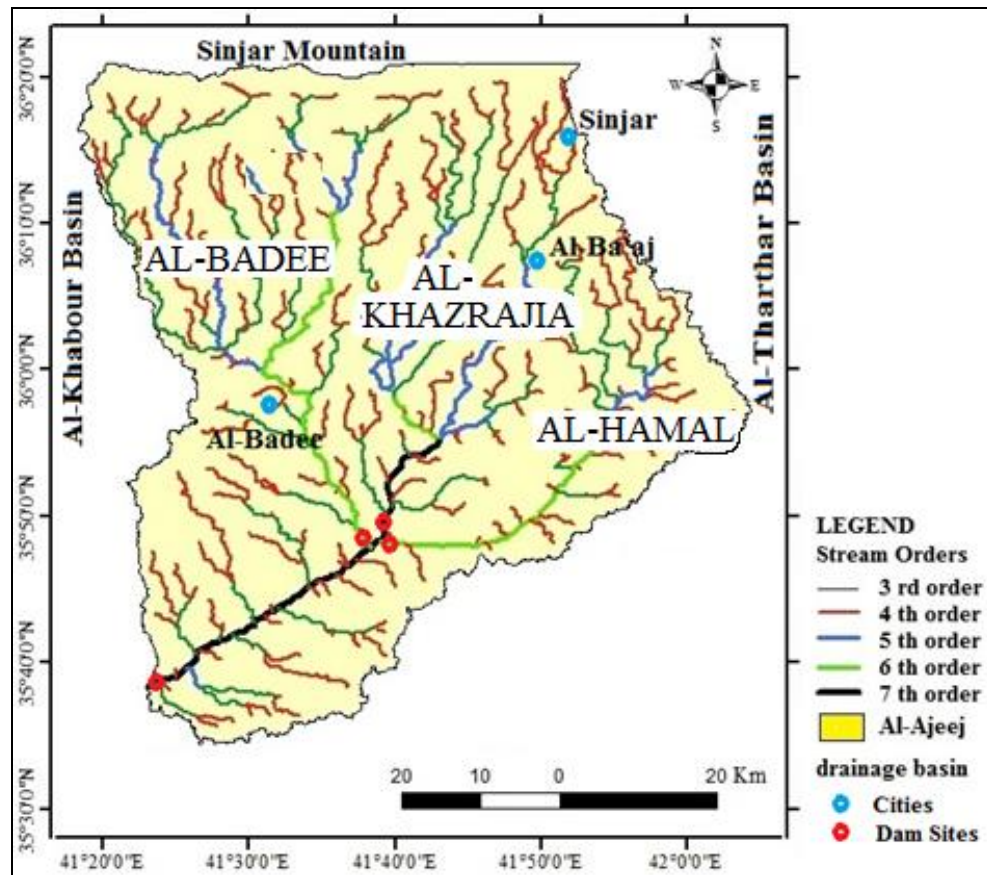 Sinjar Mountain
N
W
E
S
Sinjar
Al Ba'aj
AL-BADEE
AL-
KHAZRAJIA
Al-Badee
AL-HAMAL
Al-Khabour Basin
Al-Tharthar Basin
36°20'0"N
36°10'0"N
36°0'0"N
35°50'0"N
35°40'0"N
35°30'0"N
20 10 0 20 Km
41°20'0"E 41°30'0"E 41°40'0"E 41°50'0"E 42°0'0"E
LEGEND
Stream Orders
3 rd order
4 th order
5 th order
6 th order
7 th order
Al-Ajeej
drainage basin
Cities
Dam Sites